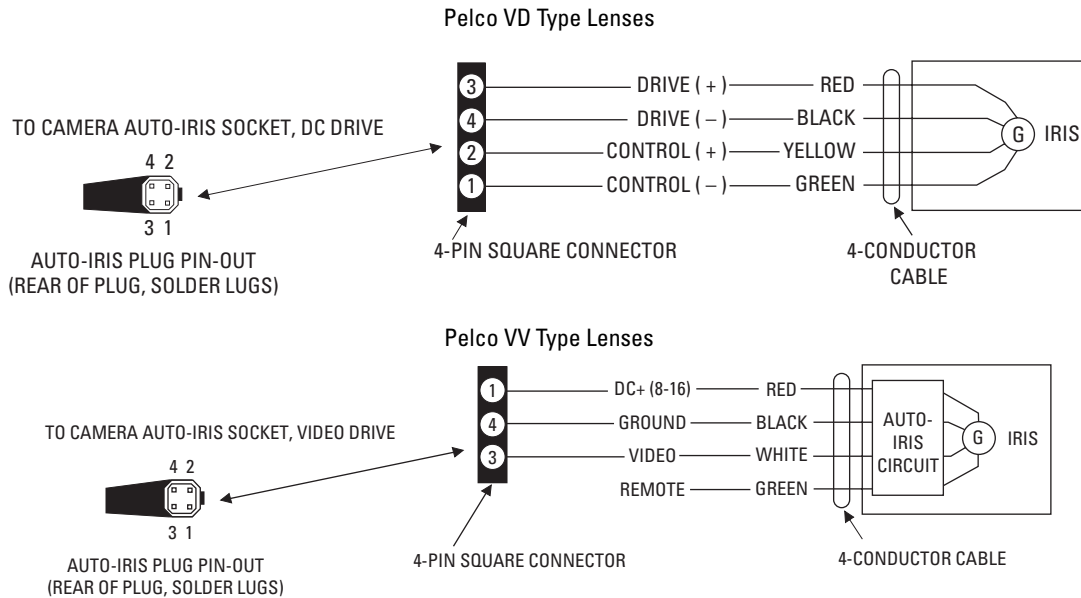 Pelco VD Type Lenses
3 DRIVE ( + ) RED
4 DRIVE ( – ) BLACK
2 CONTROL ( + ) YELLOW
1 CONTROL ( – ) GREEN
G IRIS
TO CAMERA AUTO-IRIS SOCKET, DC DRIVE
4 2
3 1
AUTO-IRIS PLUG PIN-OUT
(REAR OF PLUG, SOLDER LUGS)
4-PIN SQUARE CONNECTOR
4-CONDUCTOR
CABLE
Pelco VV Type Lenses
1 DC+ (8-16) RED
4 GROUND BLACK
3 VIDEO WHITE
REMOTE GREEN
AUTO-
IRIS
CIRCUIT
G IRIS
TO CAMERA AUTO-IRIS SOCKET, VIDEO DRIVE
4 2
3 1
AUTO-IRIS PLUG PIN-OUT
(REAR OF PLUG, SOLDER LUGS)
4-PIN SQUARE CONNECTOR
4-CONDUCTOR CABLE